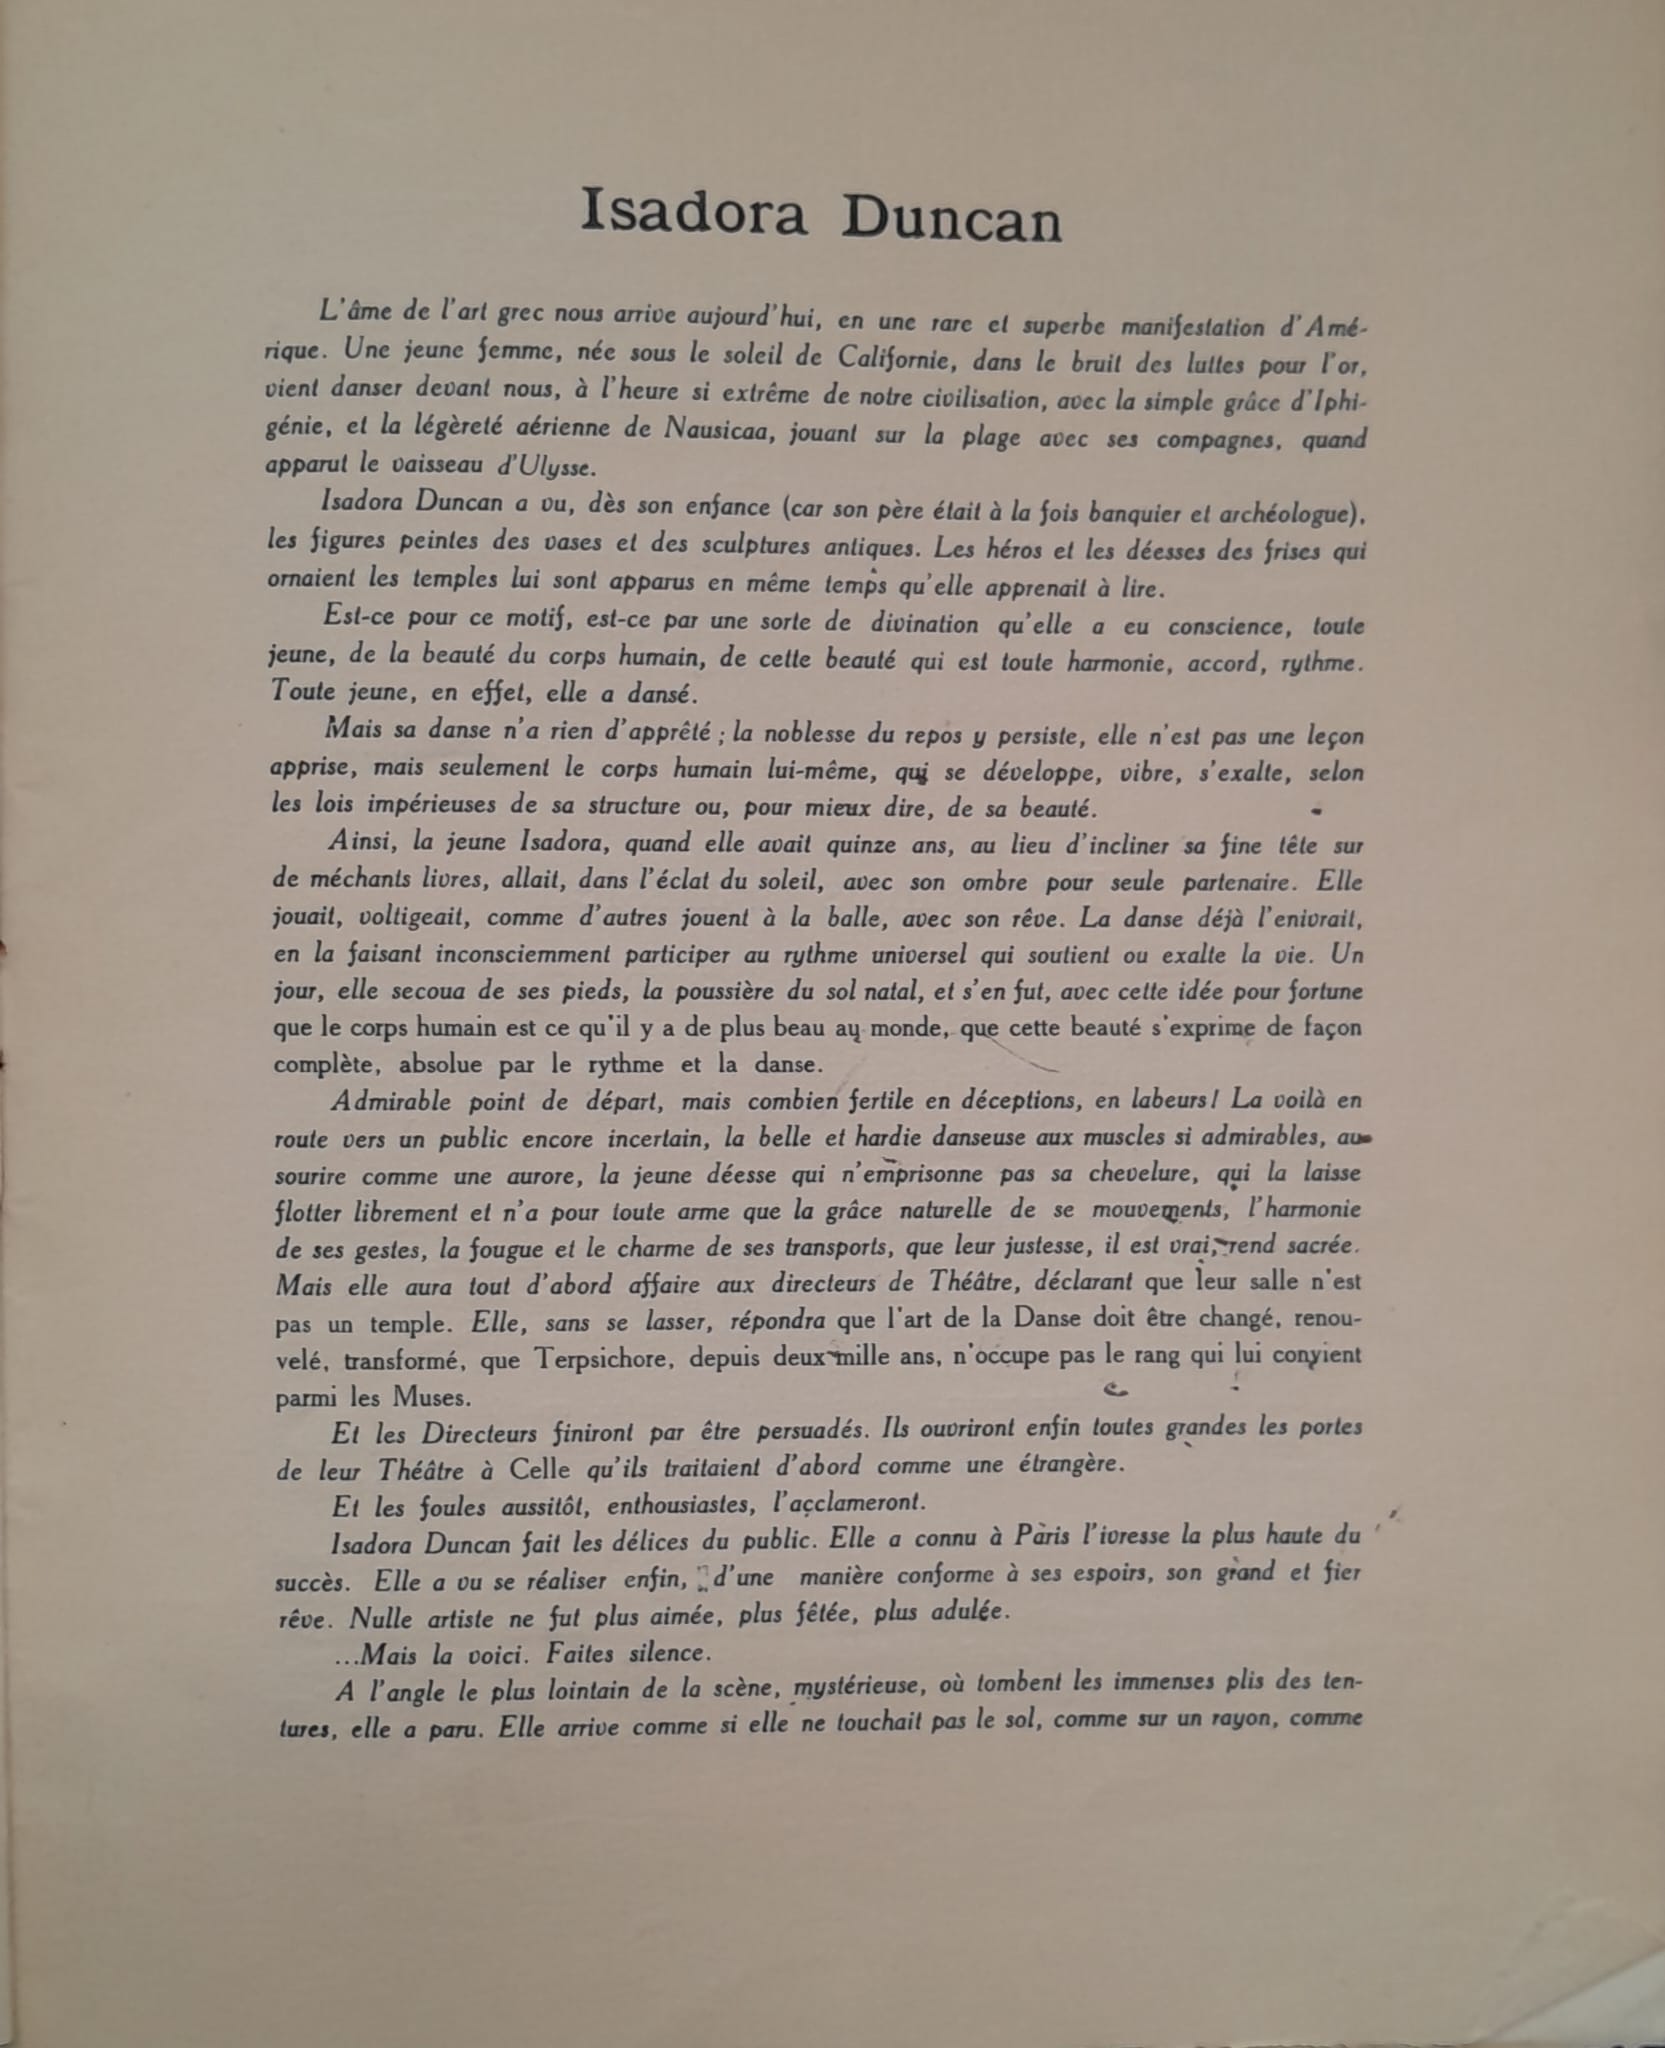 Isadora Duncan
L'âme de l'art grec nous arrive aujourd'hui, en une rare et superbe manifestation d'Amé-
rique. Une jeune femme, née sous le soleil de Californie, dans le bruit des luttes pour l'or,
vient danser devant nous, à l'heure si extrême de notre civilisation, avec la simple grâce d'Iphi-
génie, et la légèreté aérienne de Nausicaa, jouant sur la plage avec ses compagnes, quand
apparut le vaisseau d'Ulysse.
Isadora Duncan a vu, dès son enfance (car son père était à la fois banquier et archéologue),
les figures peintes des vases et des sculptures antiques. Les héros et les déesses des frises qui
ornaient les temples lui sont apparus en même temps qu'elle apprenait à lire.
Est-ce pour ce motif, est-ce par une sorte de divination qu'elle a eu conscience, toute
jeune, de la beauté du corps humain, de cette beauté qui est toute harmonie, accord, rythme.
Toute jeune, en effet, elle a dansé.
Mais sa danse n'a rien d'apprêté ; la noblesse du repos y persiste, elle n'est pas une leçon
apprise, mais seulement le corps humain lui-même, qui se développe, vibre, s'exalte, selon
les lois impérieuses de sa structure ou, pour mieux dire, de sa beauté.
Ainsi, la jeune Isadora, quand elle avait quinze ans, au lieu d'incliner sa fine tête sur
de méchants livres, allait, dans l'éclat du soleil, avec son ombre pour seule partenaire. Elle
jouait, voltigeait, comme d'autres jouent à la balle, avec son rêve. La danse déjà l'enivrait,
en la faisant inconsciemment participer au rythme universel qui soutient ou exalte la vie. Un
jour, elle secoua de ses pieds, la poussière du sol natal, et s'en fut, avec cette idée pour fortune
que le corps humain est ce qu'il y a de plus beau au monde, que cette beauté s'exprime de façon
complète, absolue par le rythme et la danse.
Admirable point de départ, mais combien fertile en déceptions, en labeurs! La voilà en
route vers un public encore incertain, la belle et hardie danseuse aux muscles si admirables, au
sourire comme une aurore, la jeune déesse qui n'emprisonne pas sa chevelure, qui la laisse
flotter librement et n'a pour toute arme que la grâce naturelle de se mouvements, l'harmonie
de ses gestes, la fougue et le charme de ses transports, que leur justesse, il est vrai, rend sacrée.
Mais elle aura tout d'abord affaire aux directeurs de Théâtre, déclarant que leur salle n'est
pas un temple. Elle, sans se lasser, répondra que l'art de la Danse doit être changé, renou-
velé, transformé, que Terpsichore, depuis deux mille ans, n'occupe pas le rang qui lui convient
parmi les Muses.
Et les Directeurs finiront par être persuadés. Ils ouvriront enfin toutes grandes les portes
de leur Théâtre à Celle qu'ils traitaient d'abord comme une étrangère.
Et les foules aussitôt, enthousiastes, l'acclameront.
Isadora Duncan fait les délices du public. Elle a connu à Paris l'ivresse la plus haute du
succès. Elle a vu se réaliser enfin, d'une manière conforme à ses espoirs, son grand et fier
rêve. Nulle artiste ne fut plus aimée, plus fêtée, plus adulée.
...Mais la voici. Faites silence.
A l'angle le plus lointain de la scène, mystérieuse, où tombent les immenses plis des ten-
tures, elle a paru. Elle arrive comme si elle ne touchait pas le sol, comme sur un rayon, comme